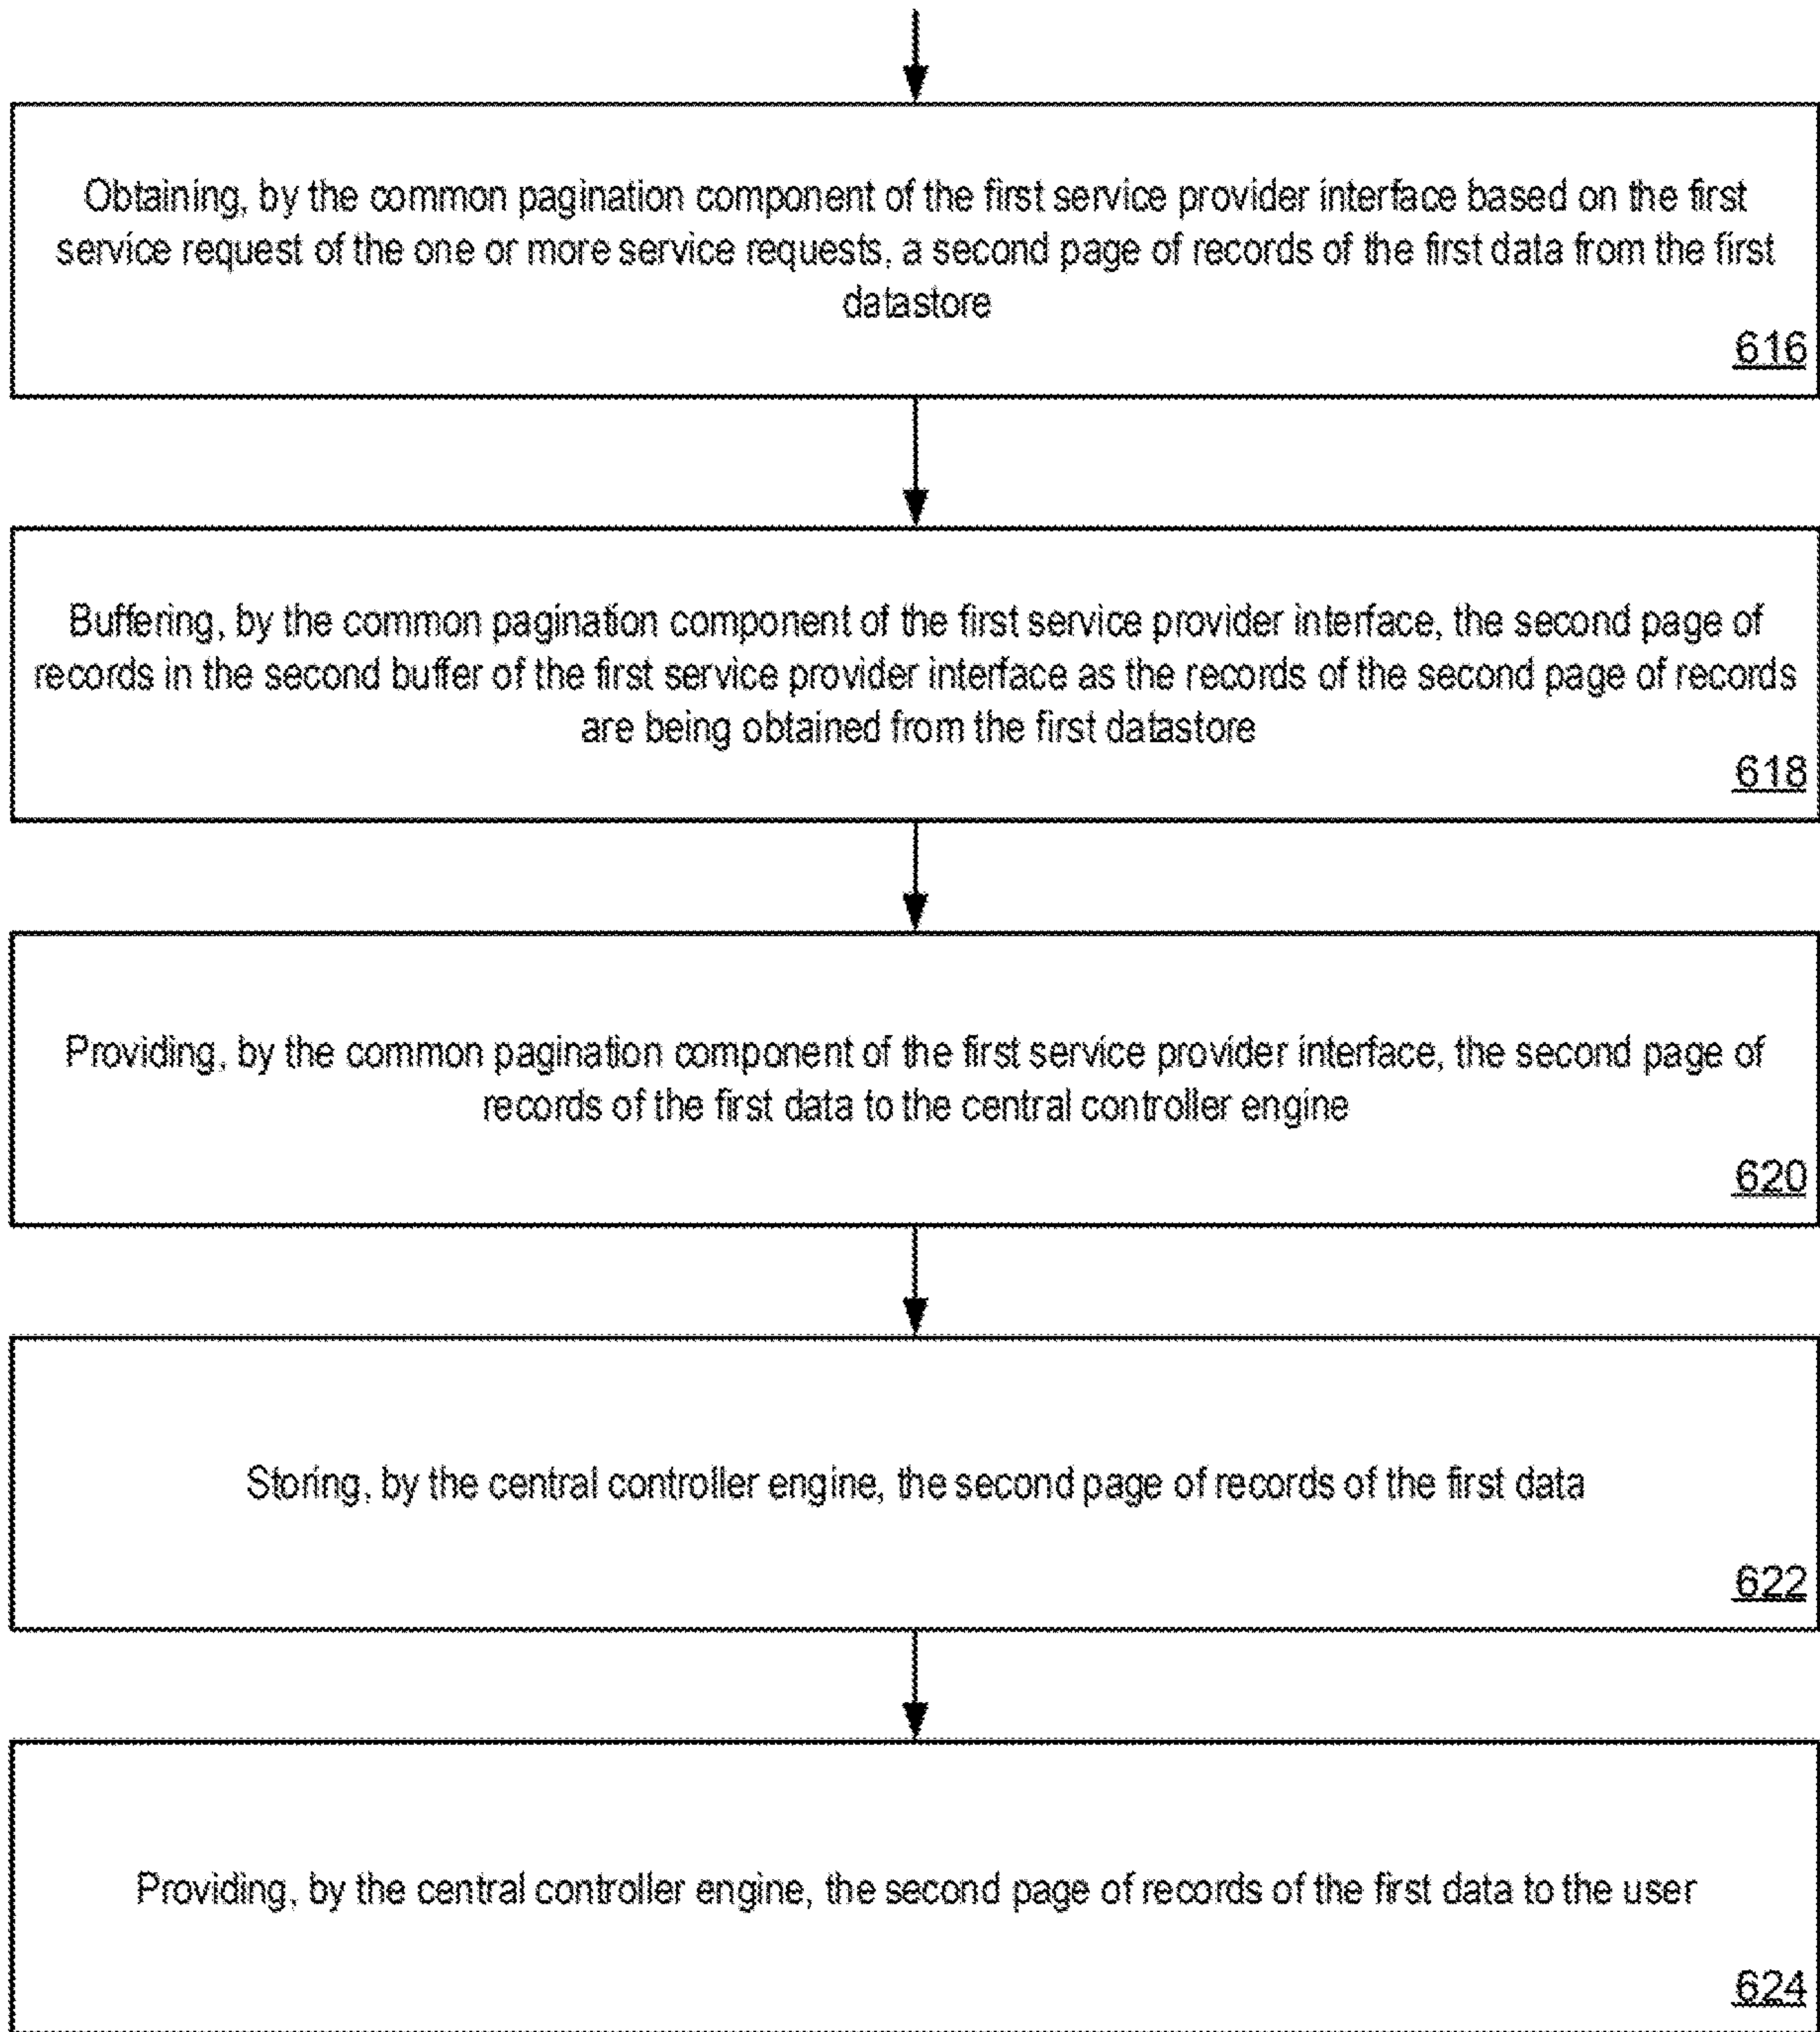 Obtaining, by the common pagination component of the first service provider interface based on the first
service request of the one or more service requests, a second page of records of the first data from the first
datastore
616
Buffering, by the common pagination component of the first service provider interface, the second page of
records in the second buffer of the first service provider interface as the records of the second page of records
are being obtained from the first datastore
618
Providing, by the common pagination component of the first service provider interface, the second page of
records of the first data to the central controller engine
620
Storing, by the central controller engine, the second page of records of the first data
622
Providing, by the central controller engine, the second page of records of the first data to the user
624